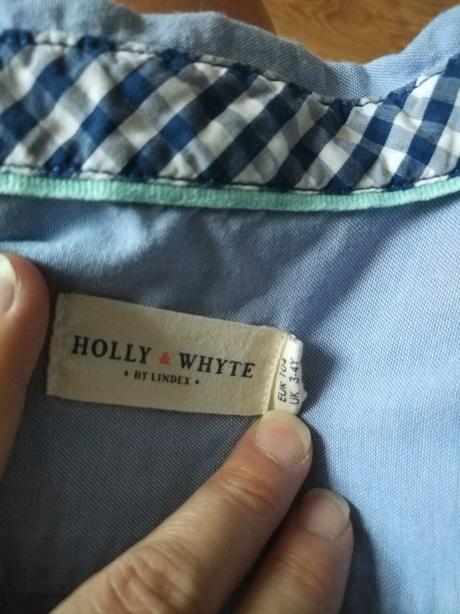 HOLLY & WHYTE
• BY LINDEX •
EUR 104
UK 3-4Y